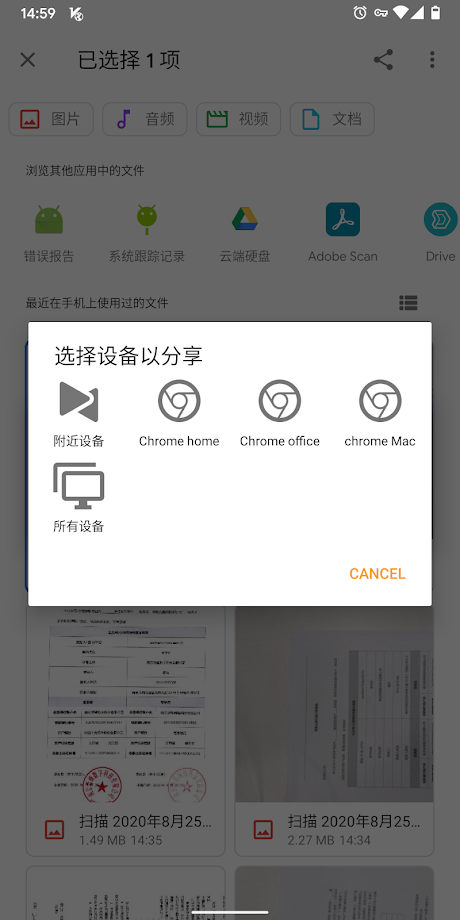 14:59
已选择 1 项
图片
音频
视频
文档
浏览其他应用中的文件
错误报告
系统跟踪记录
云端硬盘
Adobe Scan
Drive
最近在手机上使用过的文件
选择设备以分享
附近设备
Chrome home
Chrome office
chrome Mac
所有设备
CANCEL
扫描 2020年8月25...
1.49 MB 14:35
扫描 2020年8月25...
2.27 MB 14:34